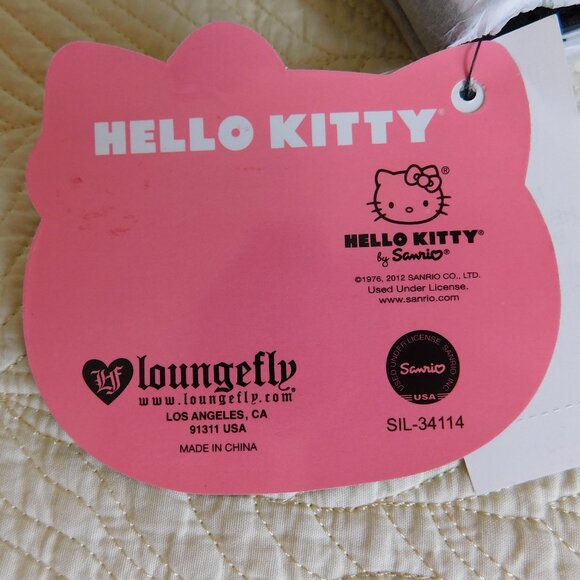 HELLO KITTY®
®
HELLO KITTY®
by Sanrio®
©1976, 2012 SANRIO CO., LTD.
Used Under License.
www.sanrio.com
LF loungefly®
www.loungefly.com
LOS ANGELES, CA
91311 USA
MADE IN CHINA
USED UNDER LICENSE. SANRIO INC.
Sanrio
USA
SIL-34114